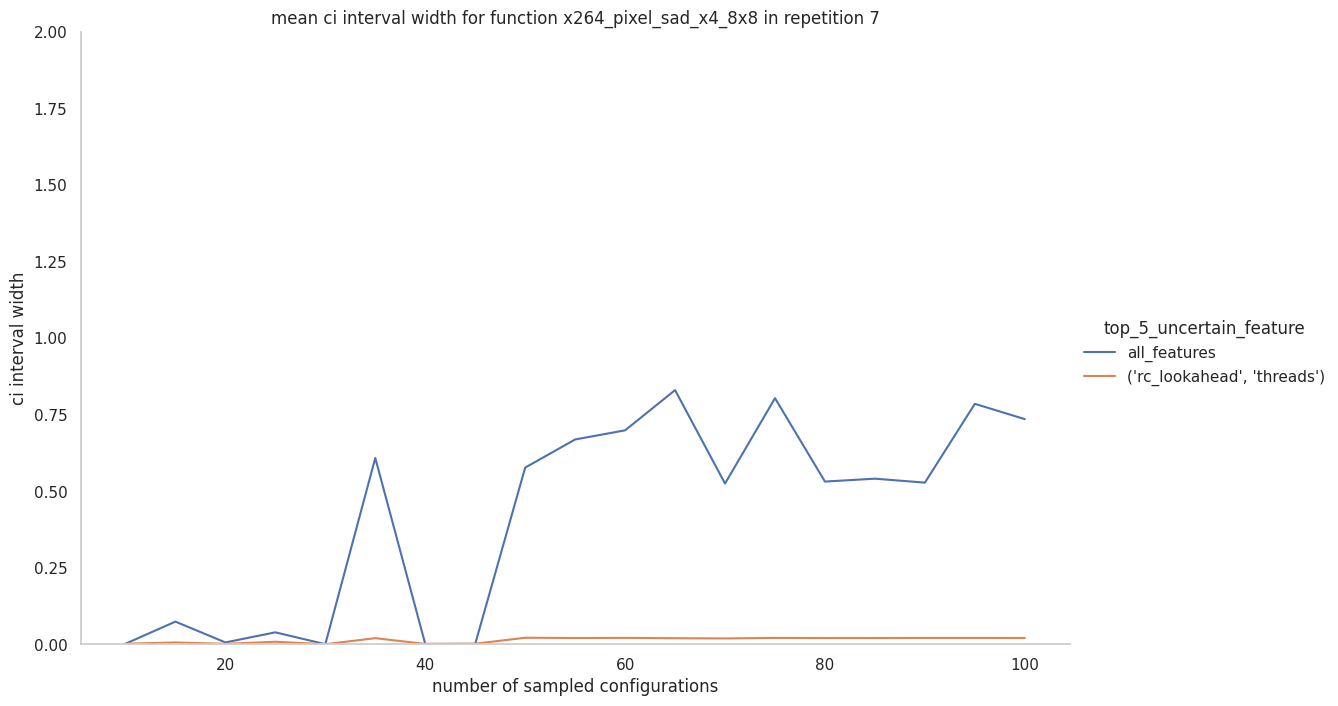 mean ci interval width for function x264_pixel_sad_x4_8x8 in repetition 7
2.00
1.75
1.50
1.25
1.00
0.75
0.50
0.25
0.00
ci interval width
20
40
60
80
100
number of sampled configurations
top_5_uncertain_feature
all_features
('rc_lookahead', 'threads')